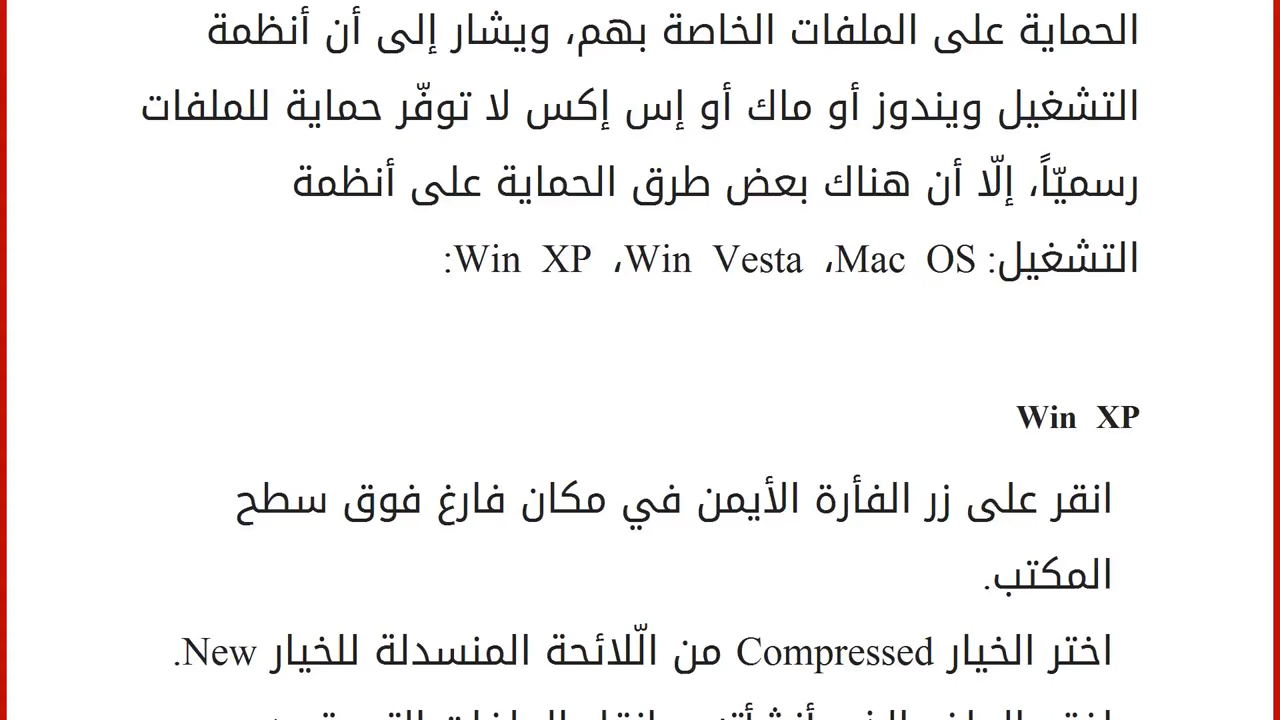 الحماية على الملفات الخاصة بهم، ويشار إلى أن أنظمة
التشغيل ويندوز أو ماك أو إس إكس لا توفّر حماية للملفات
رسميّاً، إلّا أن هناك بعض طرق الحماية على أنظمة
التشغيل: Win XP ،Win Vesta ،Mac OS:
Win XP
انقر على زر الفأرة الأيمن في مكان فارغ فوق سطح
المكتب.
اختر الخيار Compressed من الّلائحة المنسدلة للخيار New.